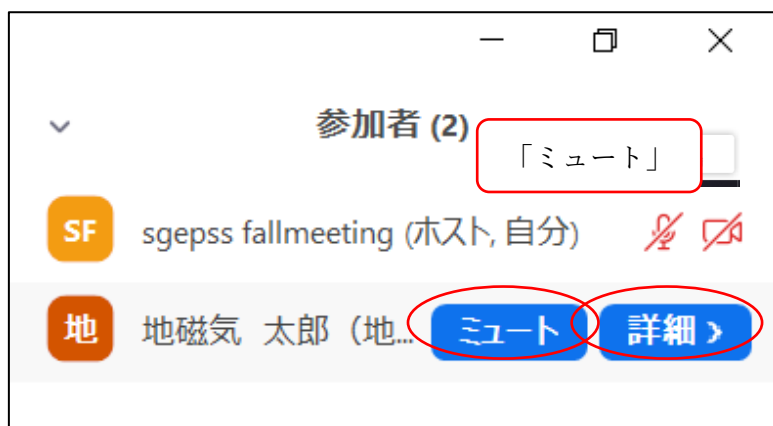 参加者 (2)
「ミュート」
SF sgepss fallmeeting (ホスト, 自分)
地 地磁気 太郎（地... ミュート 詳細 >